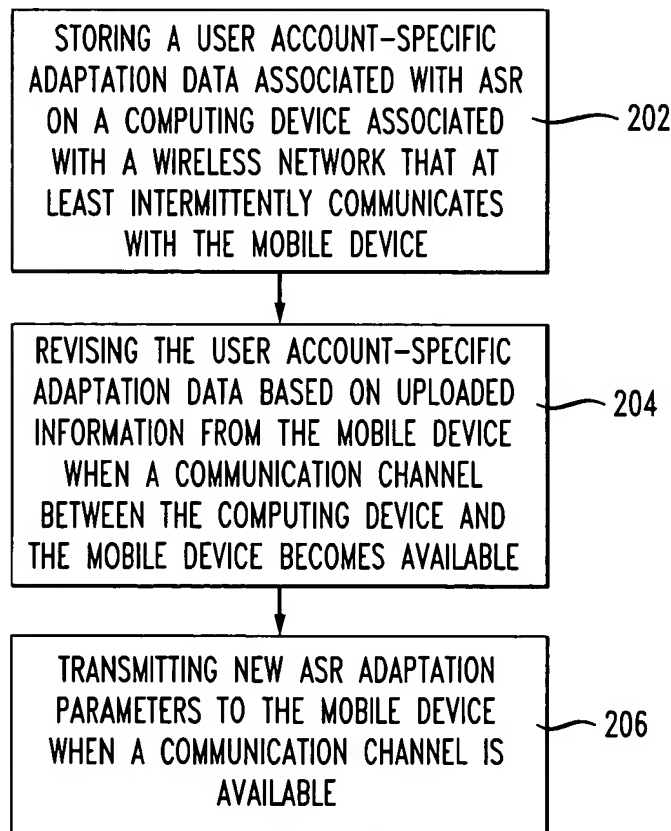 STORING A USER ACCOUNT-SPECIFIC
ADAPTATION DATA ASSOCIATED WITH ASR
ON A COMPUTING DEVICE ASSOCIATED
WITH A WIRELESS NETWORK THAT AT
LEAST INTERMITTENTLY COMMUNICATES
WITH THE MOBILE DEVICE
202
REVISING THE USER ACCOUNT-SPECIFIC
ADAPTATION DATA BASED ON UPLOADED
INFORMATION FROM THE MOBILE DEVICE
WHEN A COMMUNICATION CHANNEL
BETWEEN THE COMPUTING DEVICE AND
THE MOBILE DEVICE BECOMES AVAILABLE
204
TRANSMITTING NEW ASR ADAPTATION
PARAMETERS TO THE MOBILE DEVICE
WHEN A COMMUNICATION CHANNEL IS
AVAILABLE
206